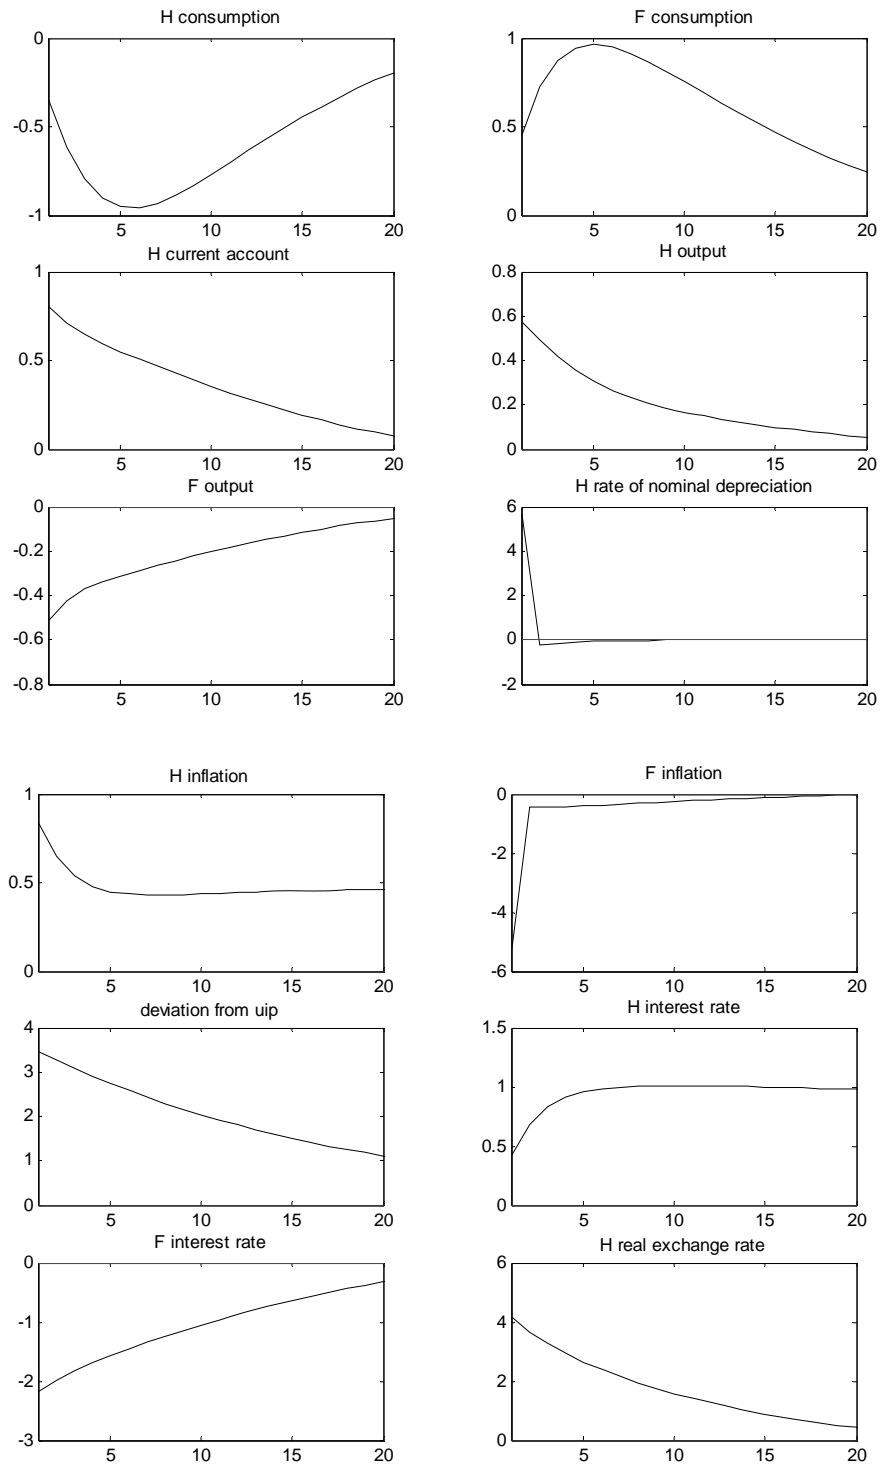 H consumption
0
-0.5
-1
5 10 15 20
F consumption
1
0.5
0
5 10 15 20
H current account
1
0.5
0
5 10 15 20
H output
0.8
0.6
0.4
0.2
0
5 10 15 20
F output
0
-0.2
-0.4
-0.6
-0.8
5 10 15 20
H rate of nominal depreciation
6
4
2
0
-2
5 10 15 20
H inflation
1
0.5
0
5 10 15 20
F inflation
0
-2
-4
-6
5 10 15 20
deviation from uip
4
3
2
1
0
5 10 15 20
H interest rate
1.5
1
0.5
0
5 10 15 20
F interest rate
0
-1
-2
-3
5 10 15 20
H real exchange rate
6
4
2
0
5 10 15 20